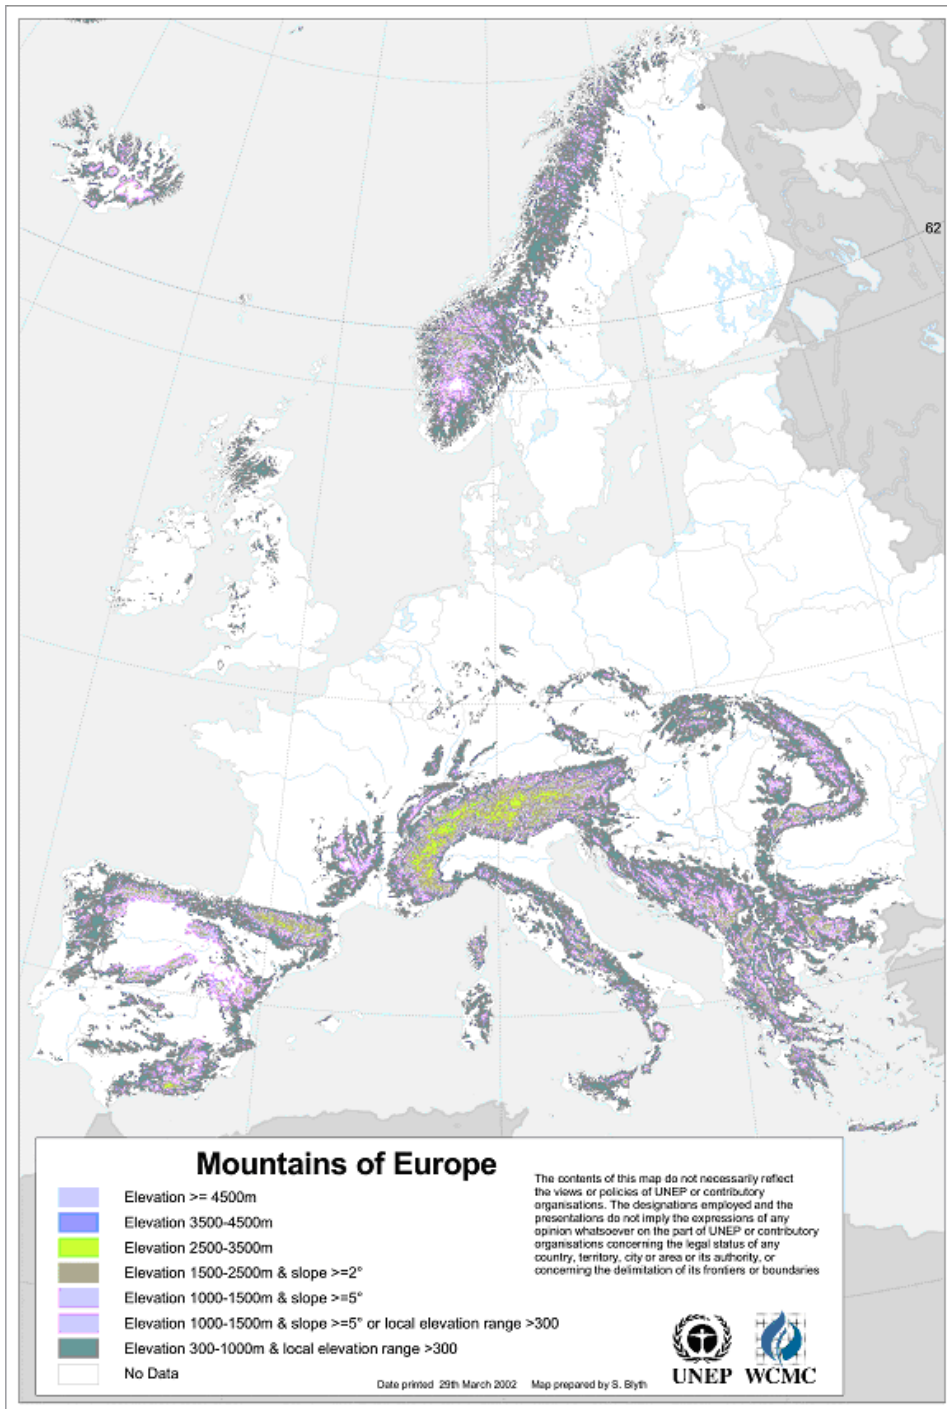 62
Mountains of Europe
Elevation >= 4500m
Elevation 3500-4500m
Elevation 2500-3500m
Elevation 1500-2500m & slope >=2°
Elevation 1000-1500m & slope >=5°
Elevation 1000-1500m & slope >=5° or local elevation range >300
Elevation 300-1000m & local elevation range >300
No Data
The contents of this map do not necessarily reflect
the views or policies of UNEP or contributory
organisations. The designations employed and the
presentations do not imply the expressions of any
opinion whatsoever on the part of UNEP or contributory
organisations concerning the legal status of any
country, territory, city or area or its authority, or
concerning the delimitation of its frontiers or boundaries
UNEP WCMC
Date printed 29th March 2002 Map prepared by S. Blyth